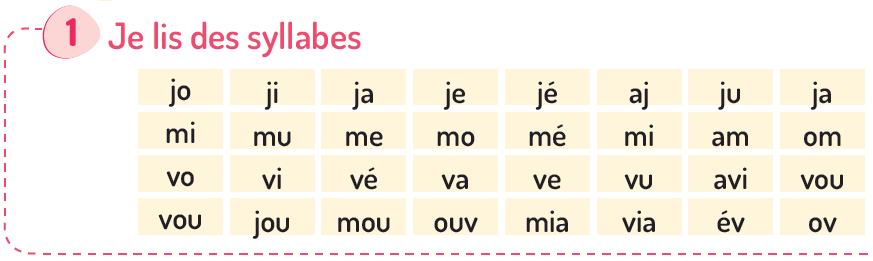 1 Je lis des syllabes
jo ji ja je jé aj ju ja
mi mu me mo mé mi am om
vo vi vé va ve vu avi vou
vou jou mou ouv mia via év ov